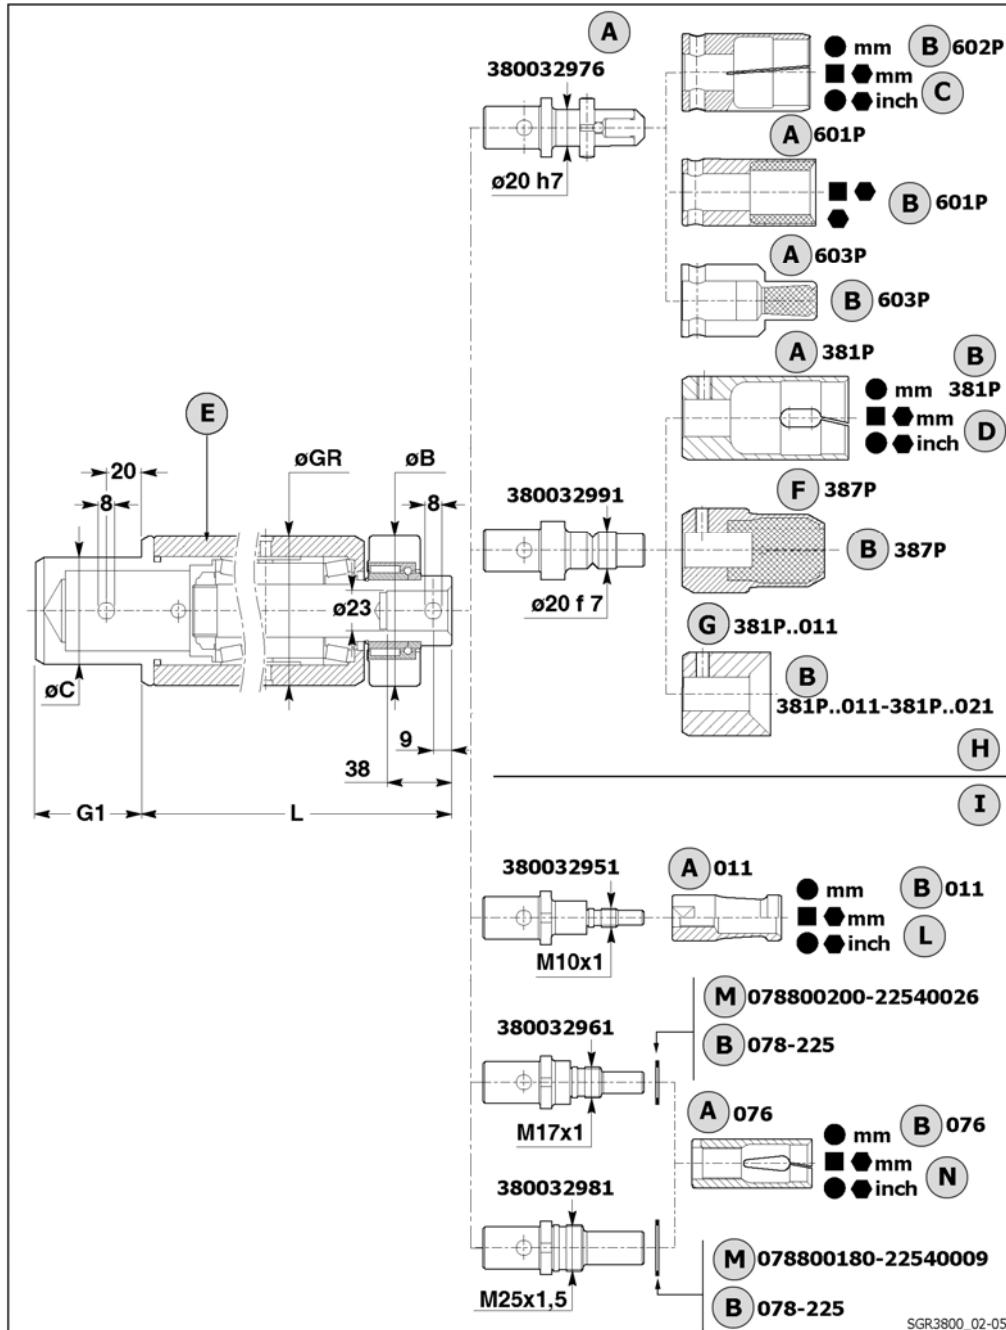 A
380032976
ø20 h7
mm B 602P
mm
inch C
A 601P
B 601P
A 603P
B 603P
A 381P
B
mm 381P
mm
inch D
E
20
8
øGR
øB
8
ø23
øC
9
38
G1
L
380032991
ø20 f 7
F 387P
B 387P
G 381P..011
B
381P..011-381P..021
H
I
380032951
M10x1
A 011
mm B 011
mm
inch L
M 078800200-22540026
B 078-225
380032961
M17x1
A 076
mm B 076
mm
inch N
380032981
M25x1,5
M 078800180-22540009
B 078-225
SGR3800_02-05